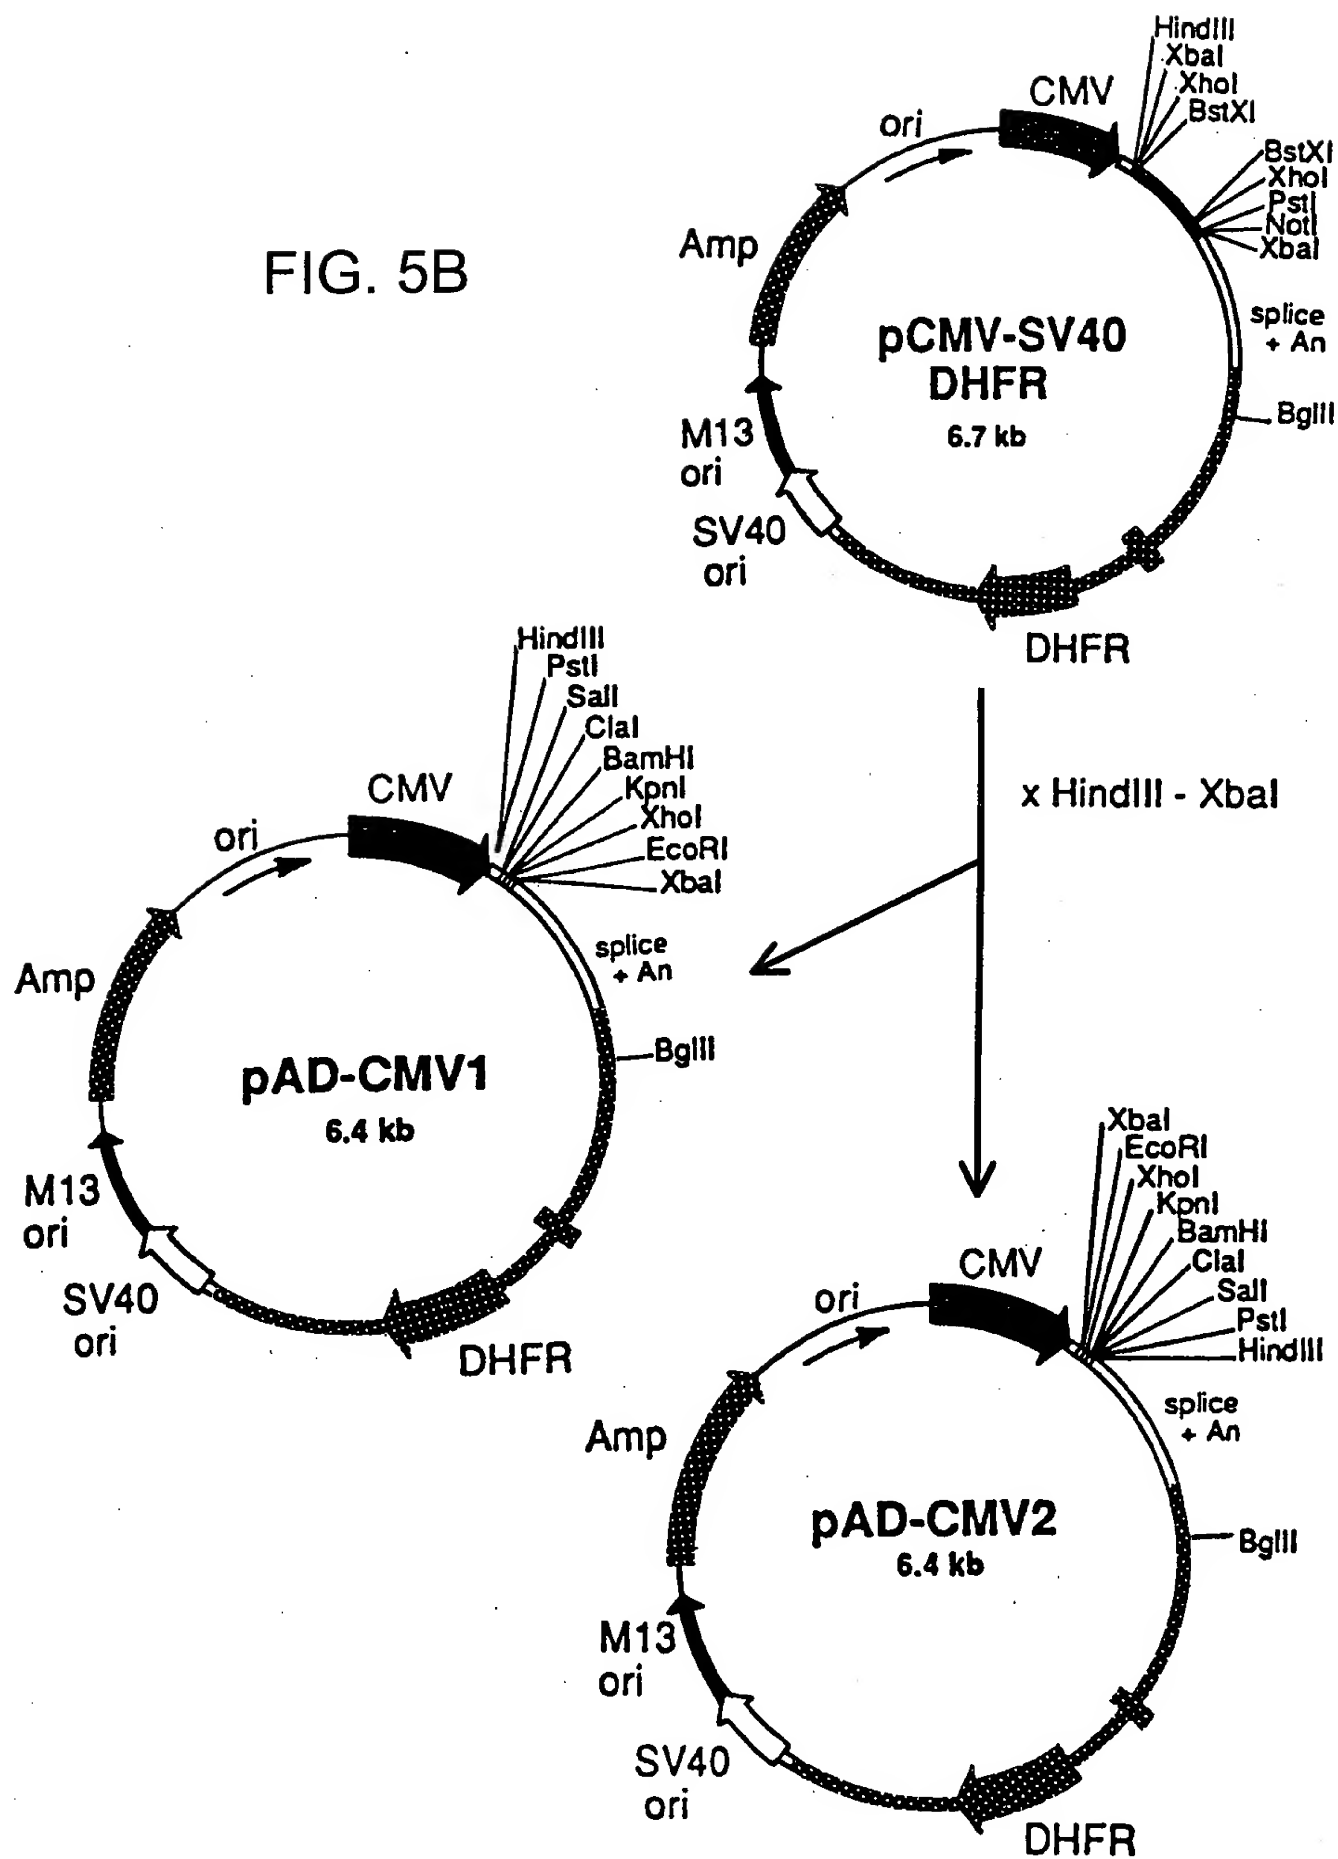 FIG. 5B
HindIII
XbaI
XhoI
BstXI
CMV
ori
BstXI
XhoI
PstI
NotI
XbaI
Amp
splice
+ An
pCMV-SV40
DHFR
6.7 kb
BglII
M13
ori
SV40
ori
DHFR
x HindIII - XbaI
HindIII
PstI
SalI
ClaI
BamHI
KpnI
XhoI
EcoRI
XbaI
CMV
ori
splice
+ An
Amp
BglII
pAD-CMV1
6.4 kb
M13
ori
SV40
ori
DHFR
XbaI
EcoRI
XhoI
KpnI
BamHI
ClaI
SalI
PstI
HindIII
CMV
ori
splice
+ An
Amp
pAD-CMV2
6.4 kb
BglII
M13
ori
SV40
ori
DHFR